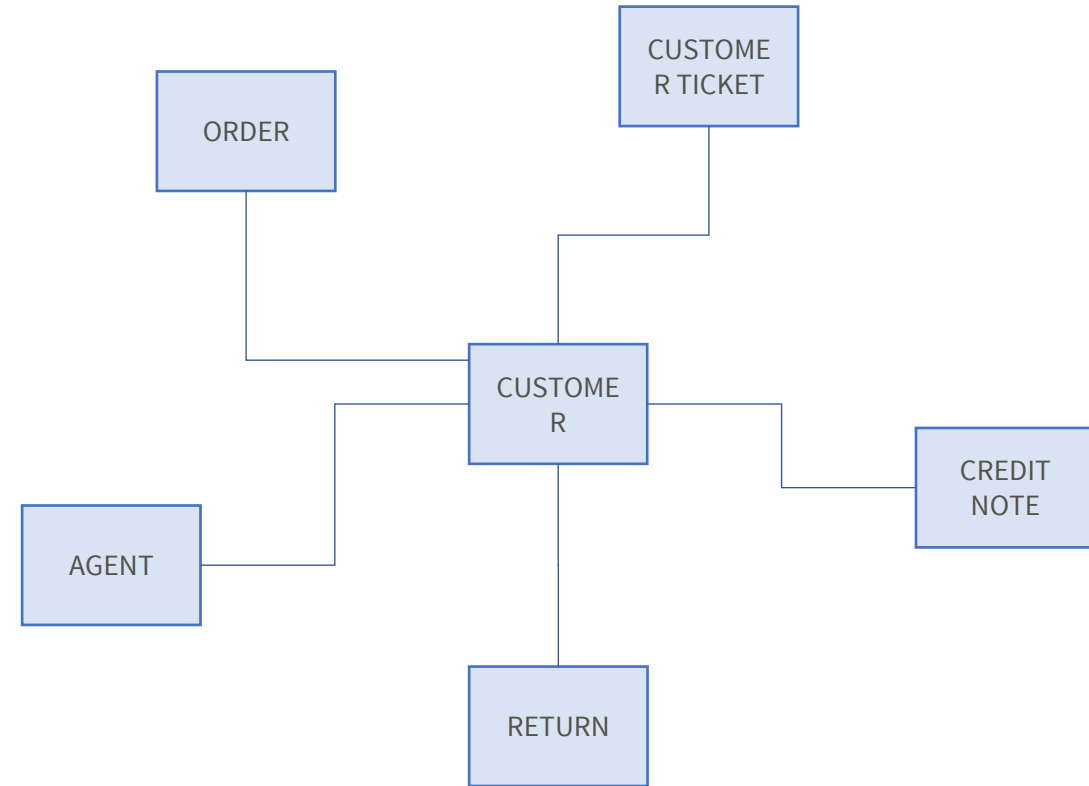 CUSTOME
R TICKET
ORDER
CUSTOME
R
CREDIT
NOTE
AGENT
RETURN